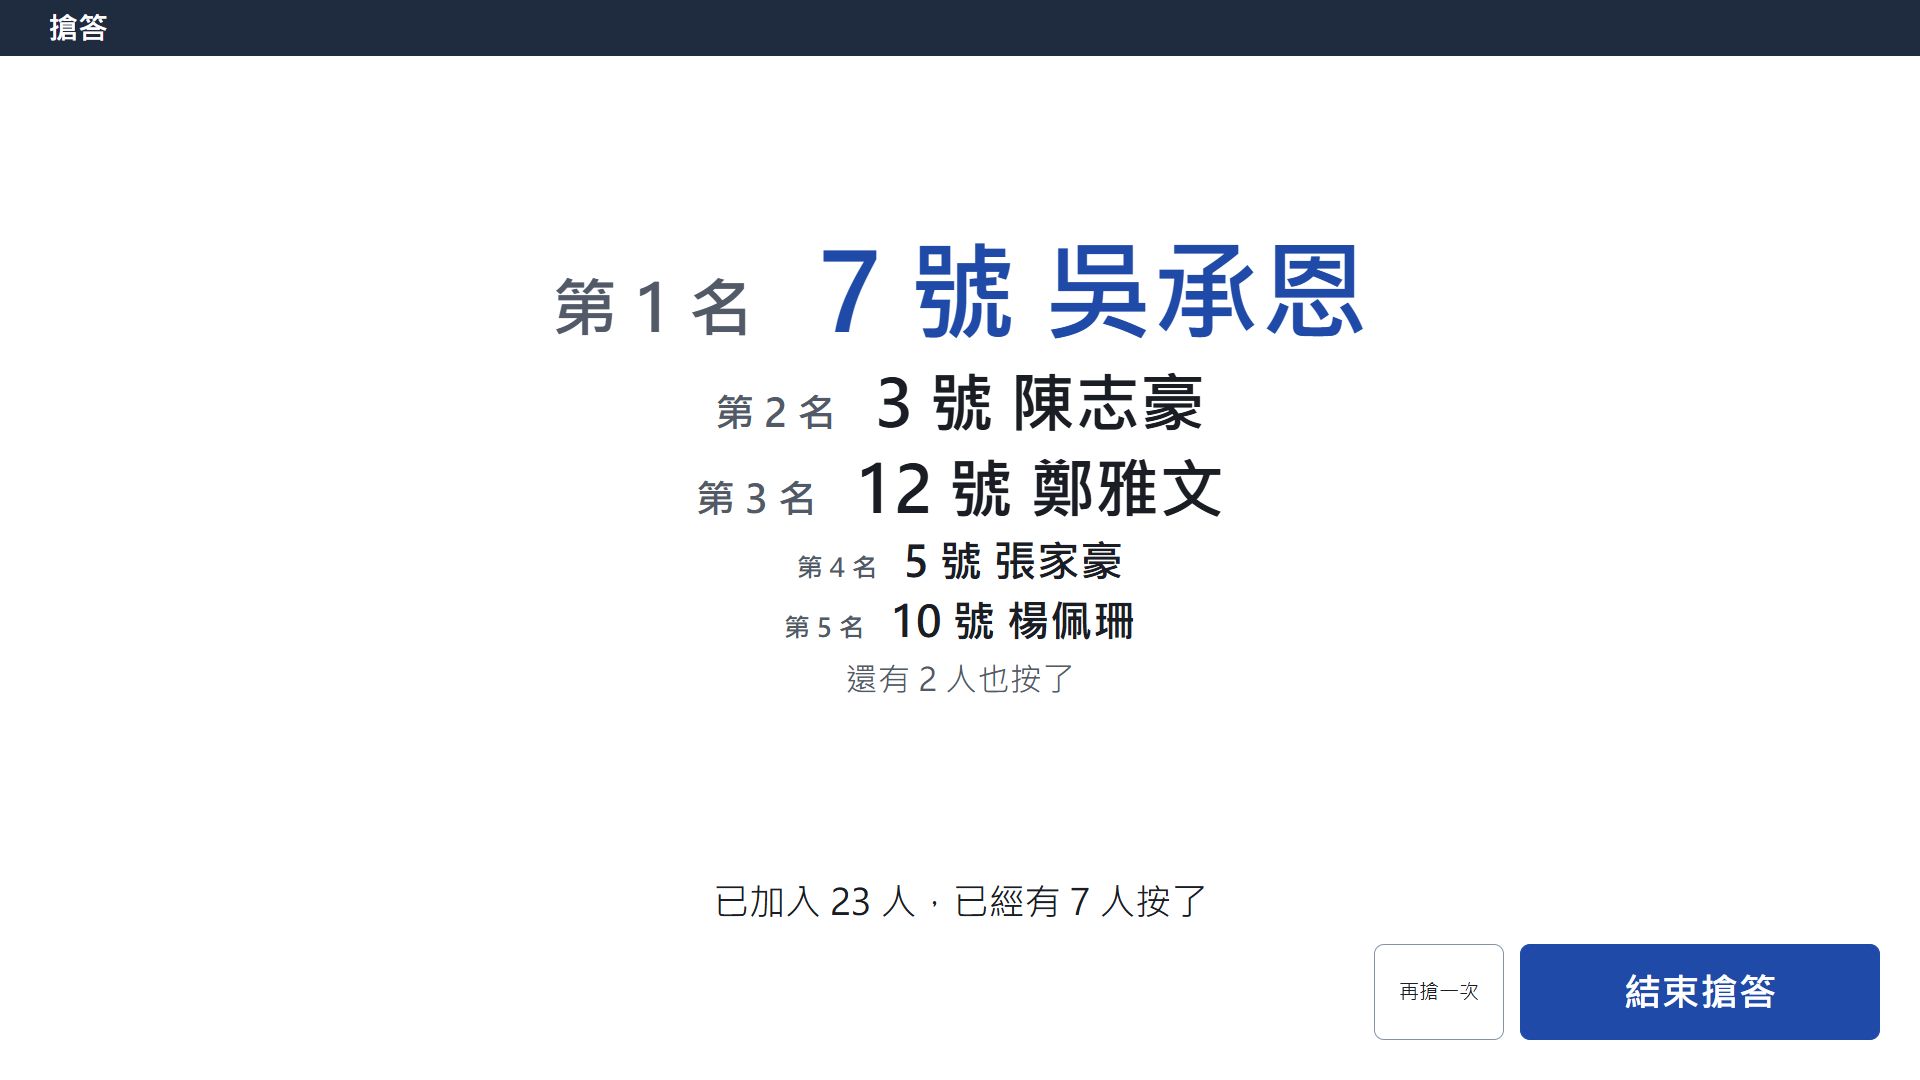 搶答
第 1 名 7 號 吳承恩
第 2 名 3 號 陳志豪
第 3 名 12 號 鄭雅文
第 4 名 5 號 張家豪
第 5 名 10 號 楊佩珊
還有 2 人也按了
已加入 23 人，已經有 7 人按了
再搶一次
結束搶答